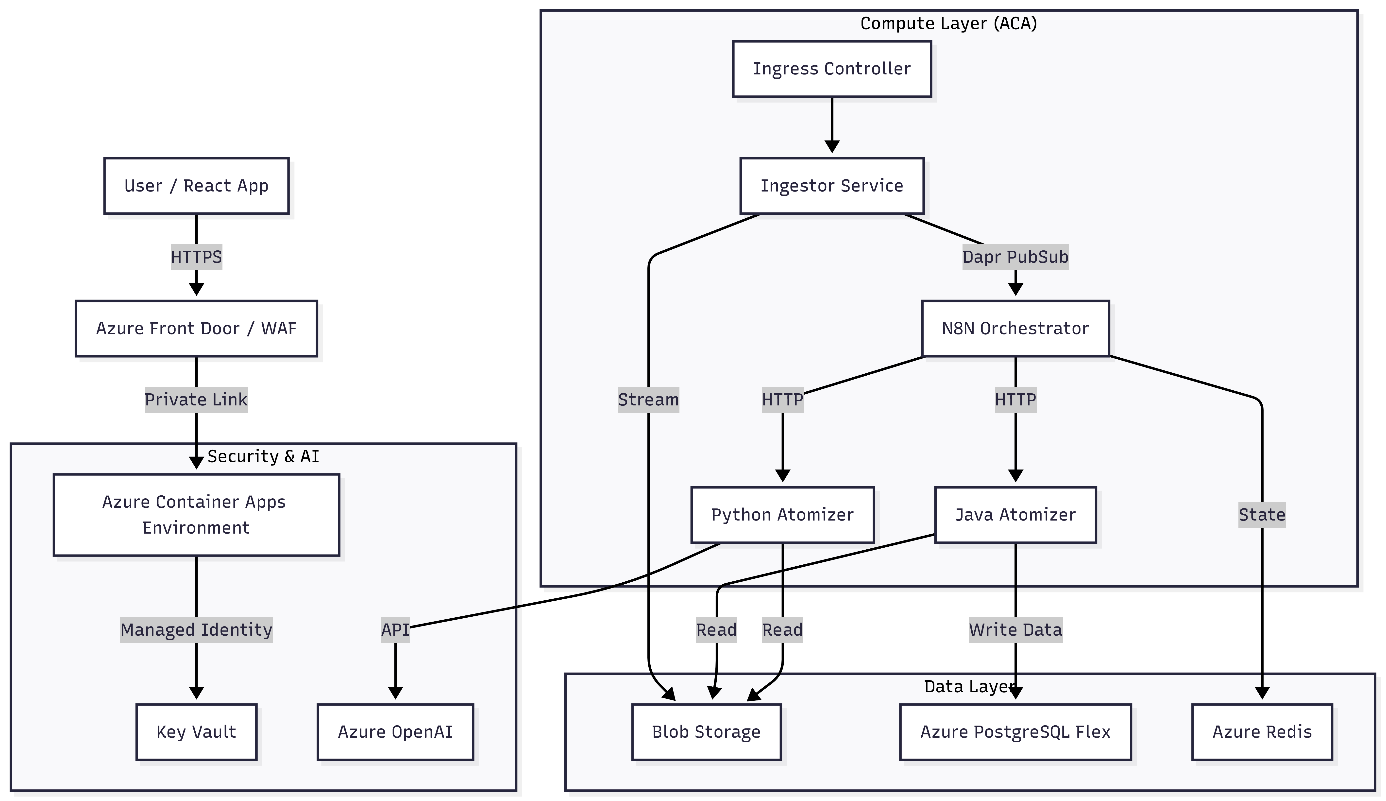 Compute Layer (ACA)
Ingress Controller
User / React App
Ingestor Service
HTTPS
Dapr PubSub
Azure Front Door / WAF
N8N Orchestrator
Private Link
Stream
HTTP
HTTP
Security & AI
Azure Container Apps
Environment
Python Atomizer
Java Atomizer
State
Managed Identity
API
Read
Read
Write Data
Data Layer
Key Vault
Azure OpenAI
Blob Storage
Azure PostgreSQL Flex
Azure Redis